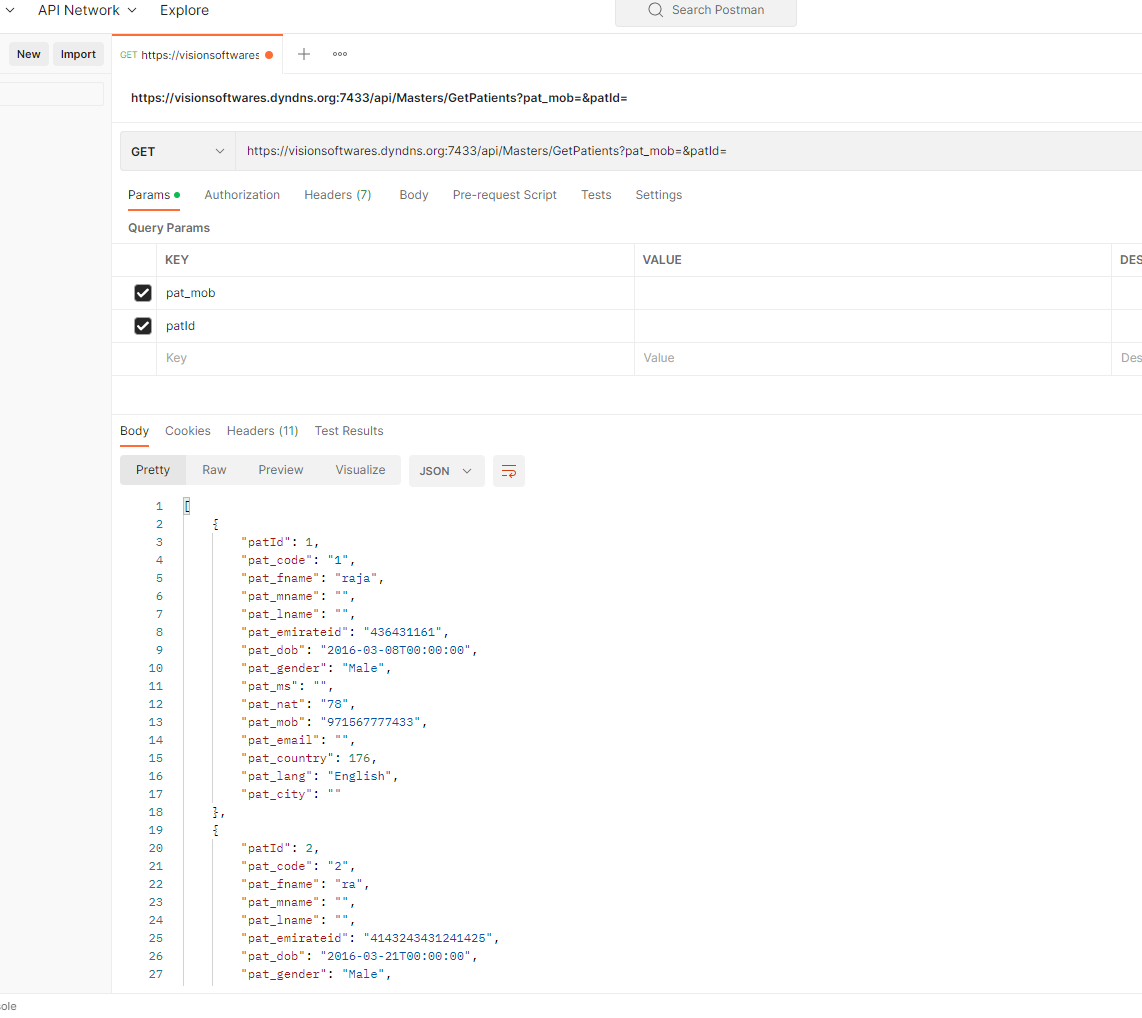 API Network Explore Search Postman
New Import GET https://visionsoftwares
https://visionsoftwares.dyndns.org:7433/api/Masters/GetPatients?pat_mob=&patId=
GET https://visionsoftwares.dyndns.org:7433/api/Masters/GetPatients?pat_mob=&patId=
Params Authorization Headers (7) Body Pre-request Script Tests Settings
Query Params
KEY VALUE DES
pat_mob
patId
Key Value Des
Body Cookies Headers (11) Test Results
Pretty Raw Preview Visualize JSON
1 [
2 {
3 "patId": 1,
4 "pat_code": "1",
5 "pat_fname": "raja",
6 "pat_mname": "",
7 "pat_lname": "",
8 "pat_emirateid": "436431161",
9 "pat_dob": "2016-03-08T00:00:00",
10 "pat_gender": "Male",
11 "pat_ms": "",
12 "pat_nat": "78",
13 "pat_mob": "971567777433",
14 "pat_email": "",
15 "pat_country": 176,
16 "pat_lang": "English",
17 "pat_city": ""
18 },
19 {
20 "patId": 2,
21 "pat_code": "2",
22 "pat_fname": "ra",
23 "pat_mname": "",
24 "pat_lname": "",
25 "pat_emirateid": "4143243431241425",
26 "pat_dob": "2016-03-21T00:00:00",
27 "pat_gender": "Male",
sole